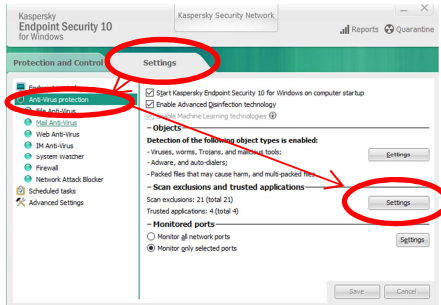 Kaspersky
Endpoint Security 10
for Windows
Kaspersky Security Network
Reports
Quarantine
Protection and Control
Settings
Anti-Virus protection
File Anti-Virus
Mail Anti-Virus
Web Anti-Virus
IM Anti-Virus
System Watcher
Firewall
Network Attack Blocker
Scheduled tasks
Advanced Settings
Start Kaspersky Endpoint Security 10 for Windows on computer startup
Enable Advanced Disinfection technology
Enable Machine Learning technologies
Objects
Detection of the following object types is enabled:
- Viruses, worms, Trojans, and malicious tools;
- Adware, and auto-dialers;
- Packed files that may cause harm, and multi-packed files
Settings
Scan exclusions and trusted applications
Scan exclusions: 21 (total 21)
Trusted applications: 4 (total 4)
Settings
Monitored ports
Monitor all network ports
Monitor only selected ports
Settings
Save
Cancel